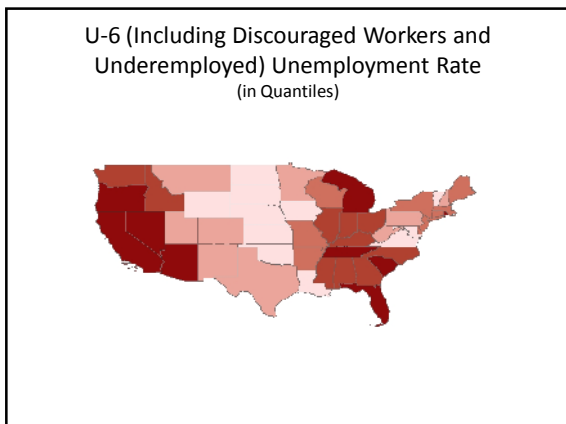 U-6 (Including Discouraged Workers and
Underemployed) Unemployment Rate
(in Quantiles)